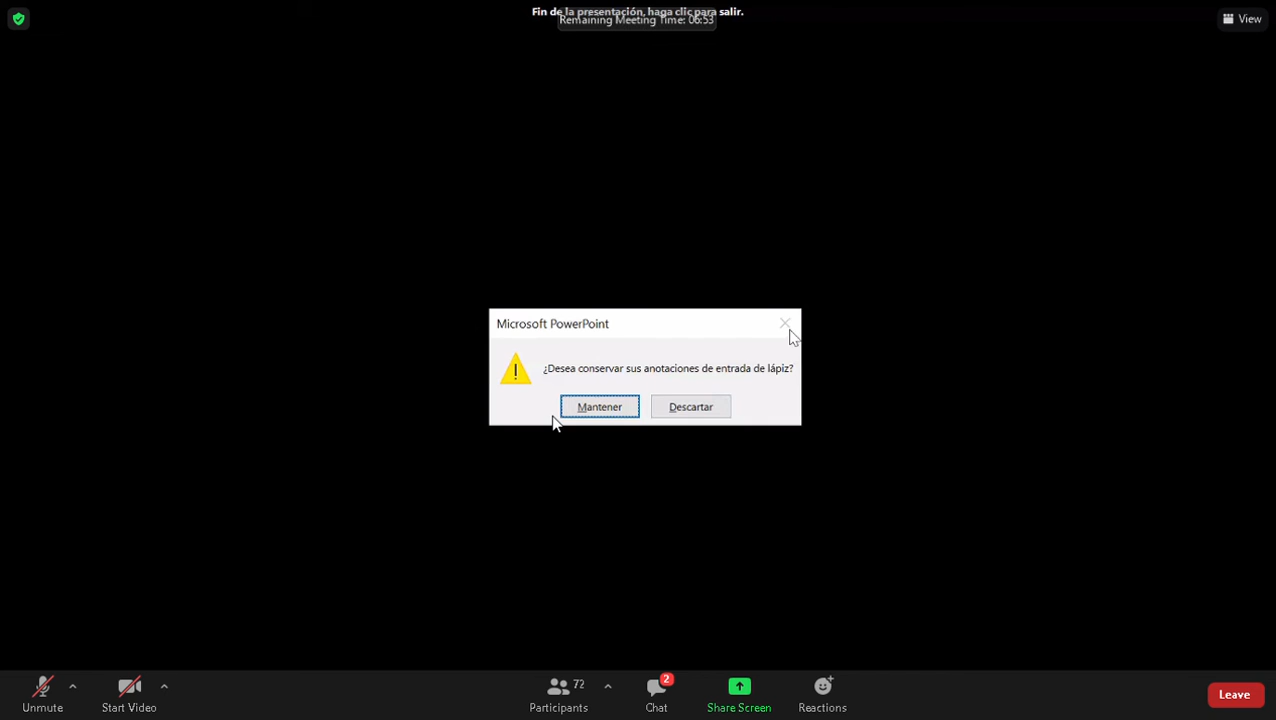 Fin de la presentación, haga clic para salir.
Remaining Meeting Time: 06:53
View
Microsoft PowerPoint
¿Desea conservar sus anotaciones de entrada de lápiz?
Mantener
Descartar
72
2
Unmute
Start Video
Participants
Chat
Share Screen
Reactions
Leave